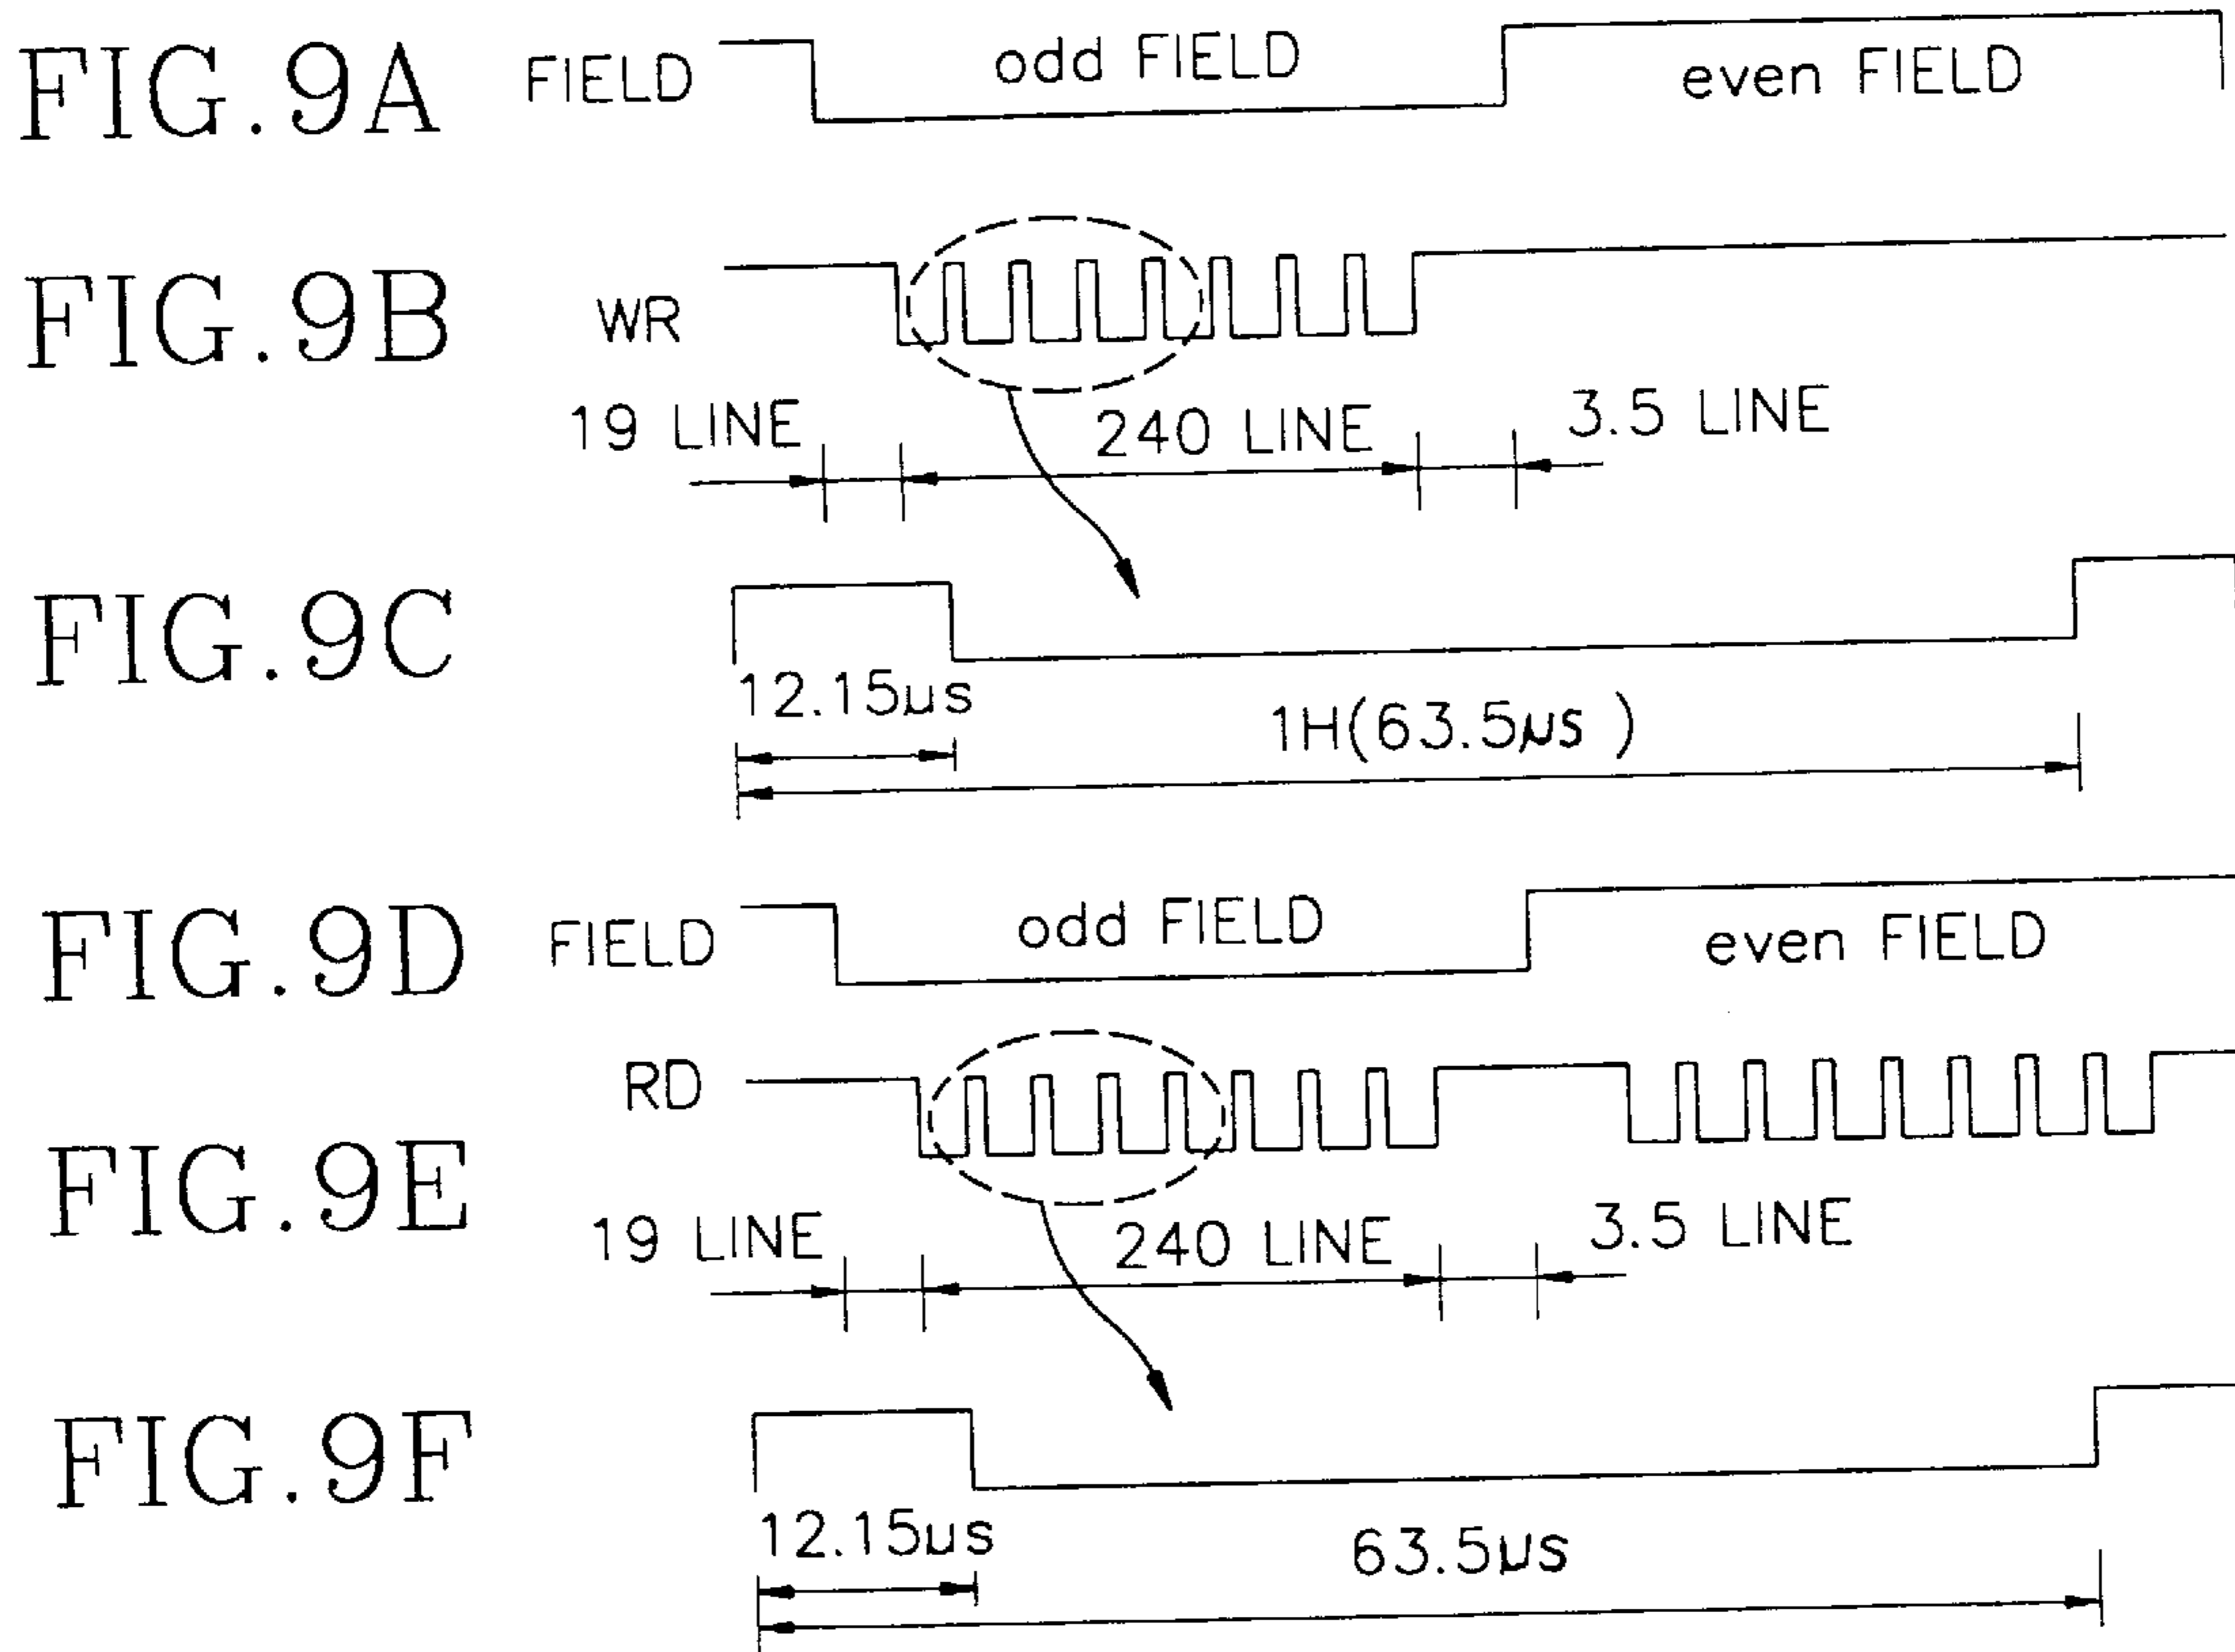 FIG.9A
FIELD
odd FIELD
even FIELD
FIG.9B
WR
19 LINE
240 LINE
3.5 LINE
FIG.9C
12.15µs
1H(63.5µs)
FIG.9D
FIELD
odd FIELD
even FIELD
RD
FIG.9E
19 LINE
240 LINE
3.5 LINE
FIG.9F
12.15µs
63.5µs